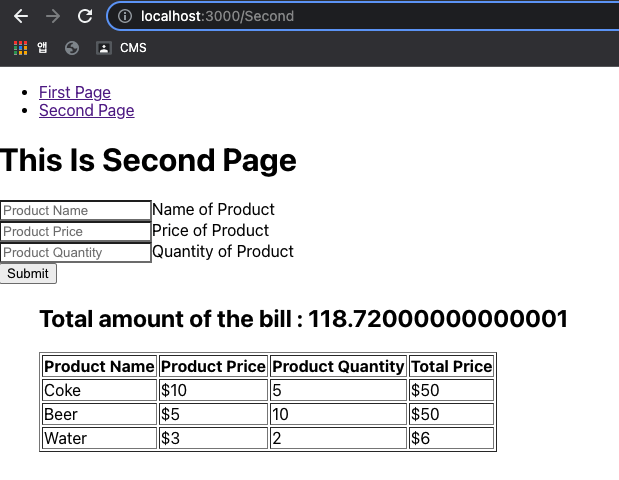 localhost:3000/Second
앱 CMS
First Page
Second Page
This Is Second Page
Product Name Name of Product
Product Price Price of Product
Product Quantity Quantity of Product
Submit
Total amount of the bill : 118.72000000000001
Product Name Product Price Product Quantity Total Price
Coke $10 5 $50
Beer $5 10 $50
Water $3 2 $6